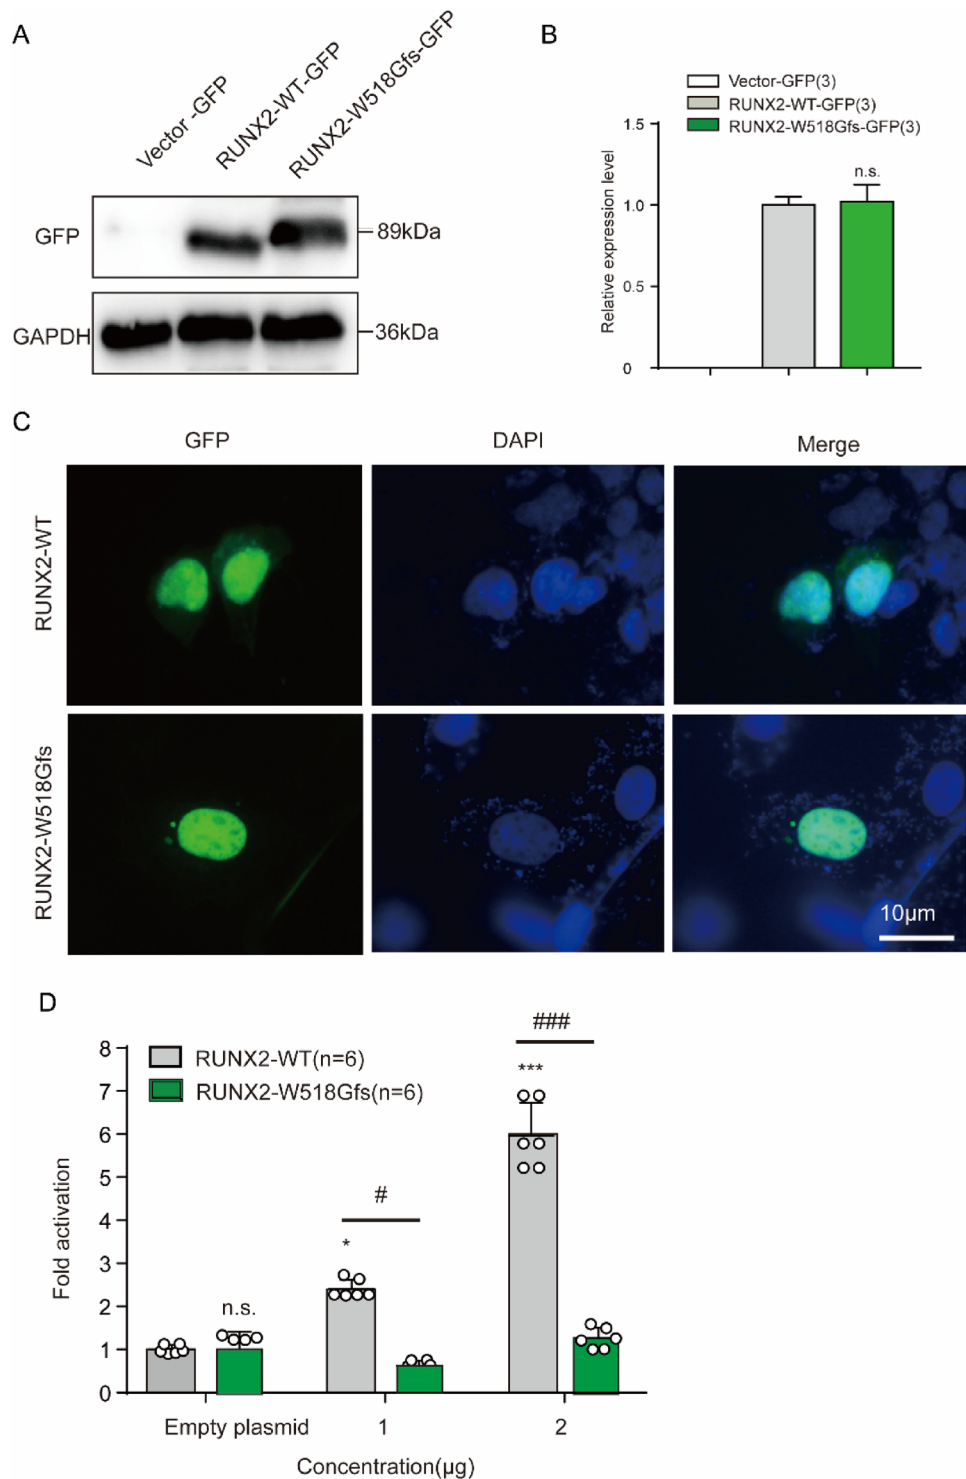 A
Vector -GFP
RUNX2-WT-GFP
RUNX2-W518Gfs-GFP
GFP
89kDa
GAPDH
36kDa
B
Vector-GFP(3)
RUNX2-WT-GFP(3)
RUNX2-W518Gfs-GFP(3)
Relative expression level
1.5
1.0
0.5
0
n.s.
C
GFP
DAPI
Merge
RUNX2-WT
RUNX2-W518Gfs
10μm
D
RUNX2-WT(n=6)
RUNX2-W518Gfs(n=6)
Fold activation
8
7
6
5
4
3
2
1
0
n.s.
*
#
***
###
Empty plasmid
1
2
Concentration(μg)